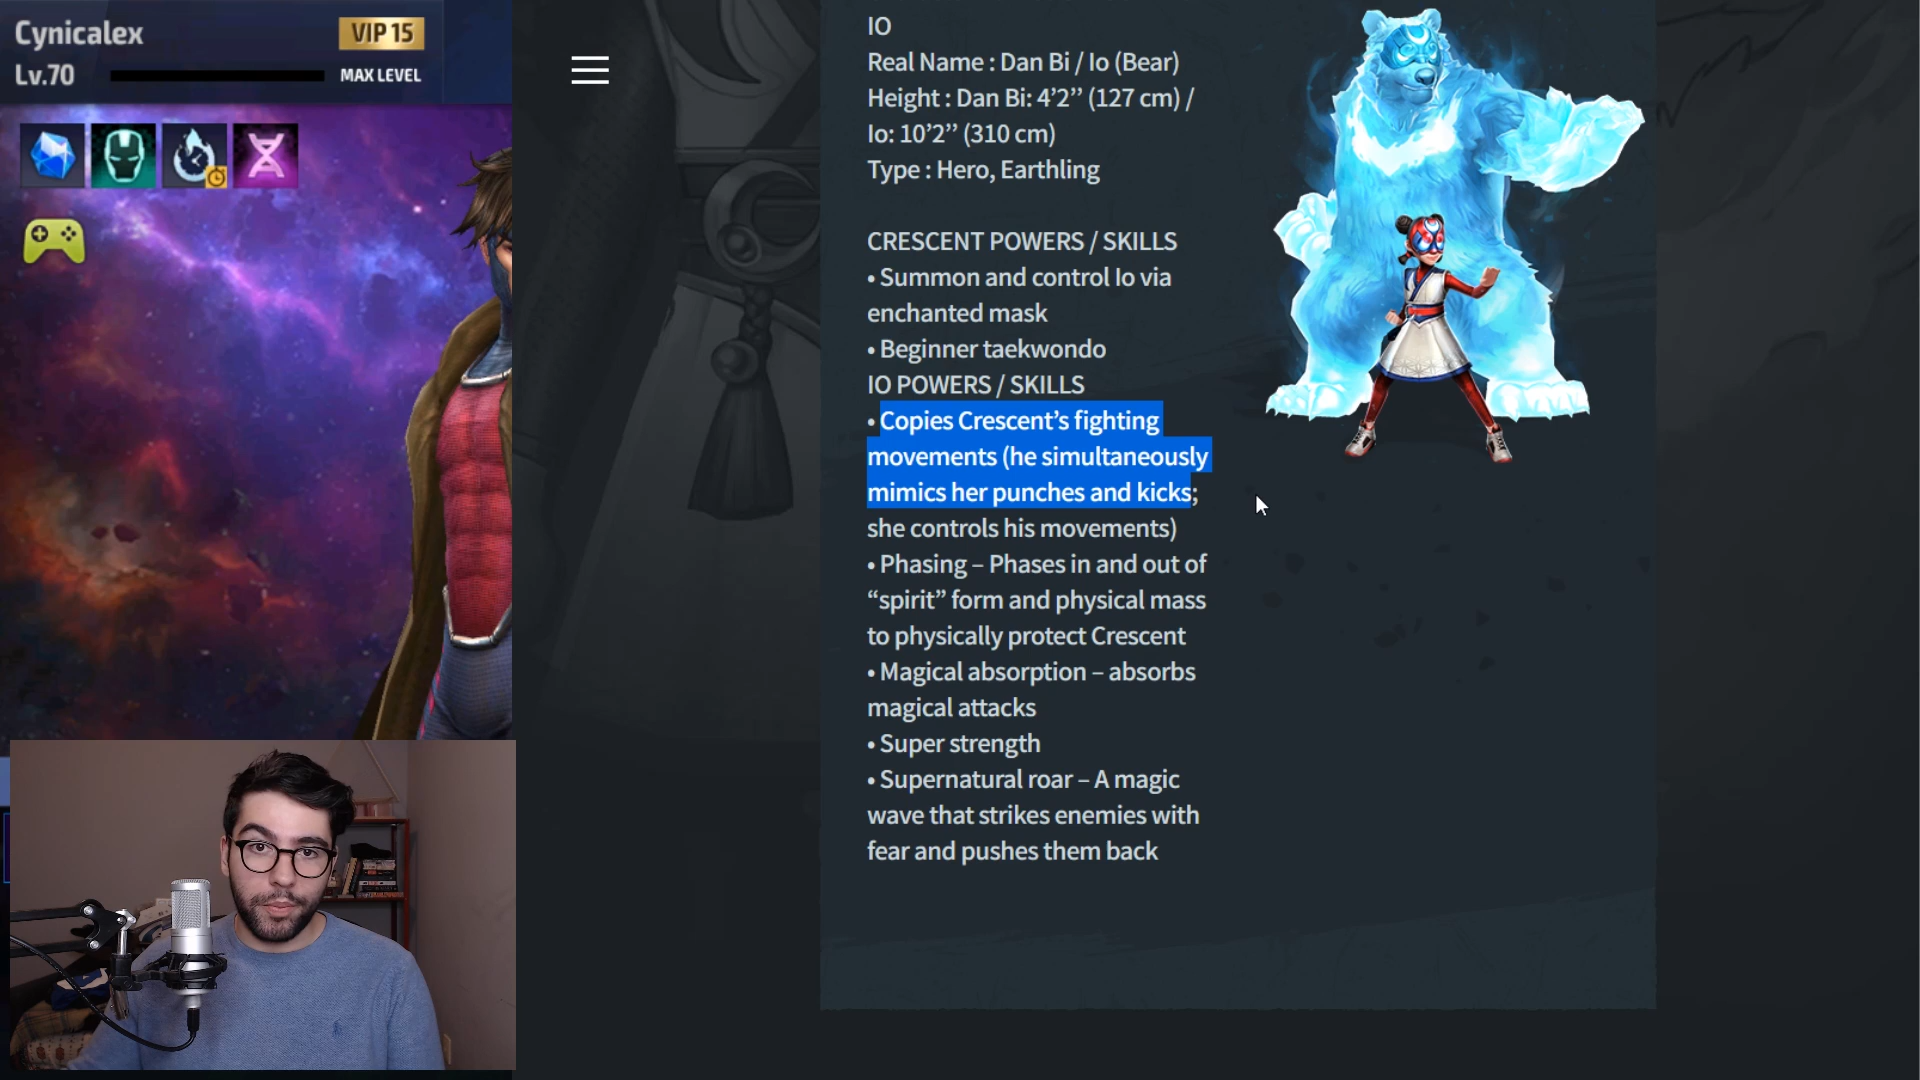 Cynicalex
VIP 15
Lv.70
MAX LEVEL
IO
Real Name : Dan Bi / Io (Bear)
Height : Dan Bi: 4’2’’ (127 cm) /
Io: 10’2’’ (310 cm)
Type : Hero, Earthling
CRESCENT POWERS / SKILLS
• Summon and control Io via
enchanted mask
• Beginner taekwondo
IO POWERS / SKILLS
• Copies Crescent’s fighting
movements (he simultaneously
mimics her punches and kicks;
she controls his movements)
• Phasing – Phases in and out of
“spirit” form and physical mass
to physically protect Crescent
• Magical absorption – absorbs
magical attacks
• Super strength
• Supernatural roar – A magic
wave that strikes enemies with
fear and pushes them back